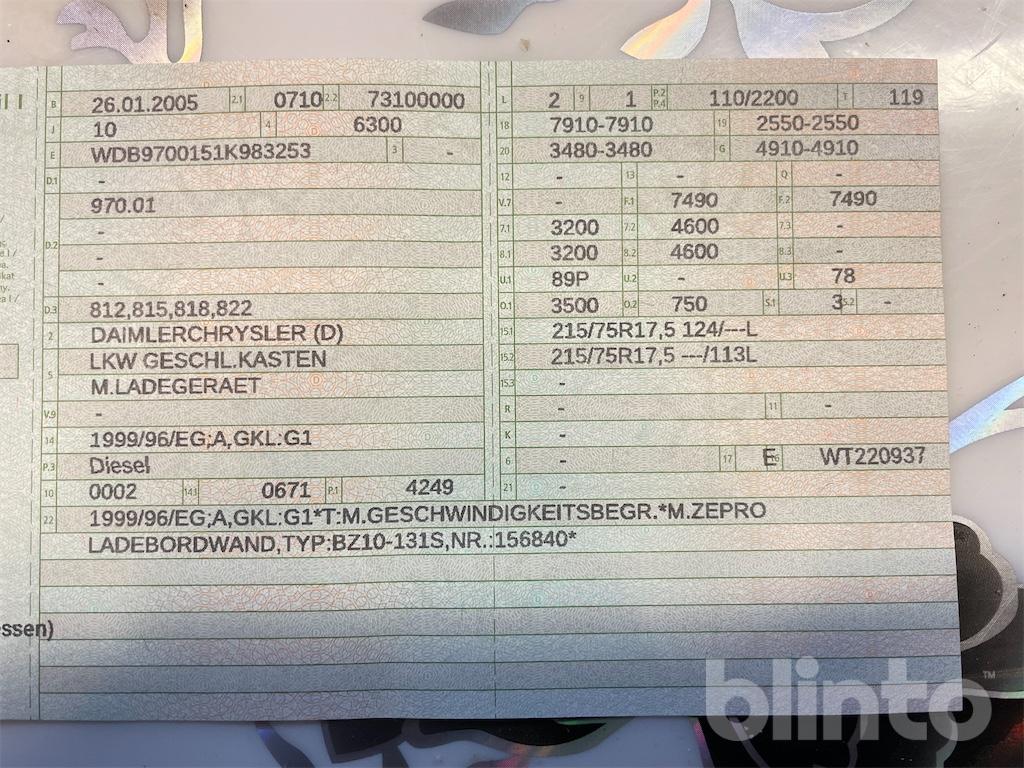 il I
B 26.01.2005 2.1 0710 2.2 73100000
J 10 4 6300
E WDB9700151K983253 3 -
D.1 -
970.01
D.2 -
-
-
D.3 812,815,818,822
2 DAIMLERCHRYSLER (D)
5 LKW GESCHL.KASTEN
M.LADEGERAET
V.9 -
14 1999/96/EG;A,GKL:G1
P.3 Diesel
10 0002 14.1 0671 P.1 4249
L 2 9 1 P.2 P.4 110/2200 T 119
18 7910-7910 19 2550-2550
20 3480-3480 G 4910-4910
12 - 13 - Q -
V.7 - F.1 7490 F.2 7490
7.1 3200 7.2 4600 7.3 -
8.1 3200 8.2 4600 8.3 -
U.1 89P U.2 - U.3 78
O.1 3500 O.2 750 S.1 3 S.2 -
15.1 215/75R17,5 124/---L
15.2 215/75R17,5 ---/113L
15.3 -
R - 11 -
K -
6 - 17 E 16 WT220937
21 -
22 1999/96/EG;A,GKL:G1*T:M.GESCHWINDIGKEITSBEGR.*M.ZEPRO
LADEBORDWAND,TYP:BZ10-131S,NR.:156840*
essen)
blinto™